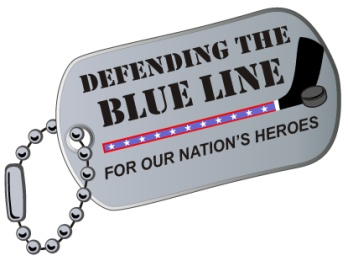 DEFENDING THE
BLUE LINE
FOR OUR NATION'S HEROES